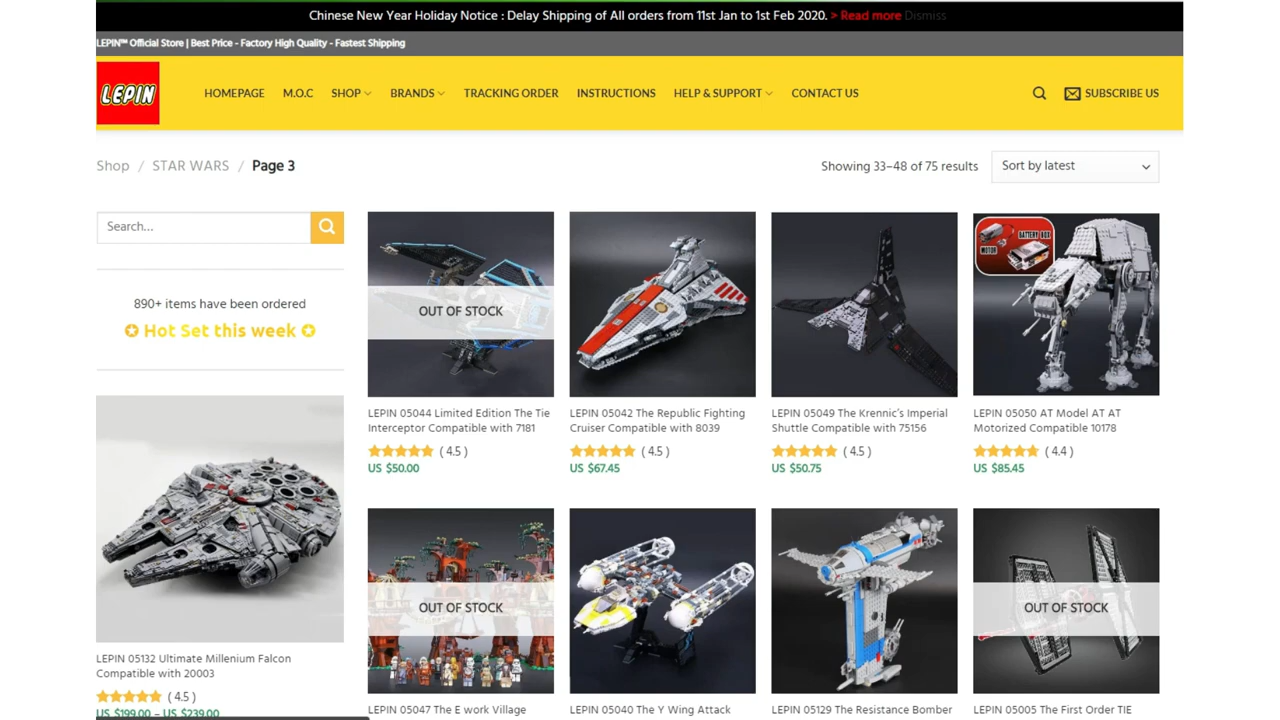 Chinese New Year Holiday Notice : Delay Shipping of All orders from 11st Jan to 1st Feb 2020. > Read more Dismiss
LEPIN™ Official Store | Best Price - Factory High Quality - Fastest Shipping
LEPIN
HOMEPAGE M.O.C SHOP BRANDS TRACKING ORDER INSTRUCTIONS HELP & SUPPORT CONTACT US SUBSCRIBE US
Shop / STAR WARS / Page 3
Showing 33–48 of 75 results
Sort by latest
Search...
890+ items have been ordered
✪ Hot Set this week ✪
LEPIN 05132 Ultimate Millenium Falcon
Compatible with 20003
( 4.5 )
US $199.00 – US $239.00
OUT OF STOCK
LEPIN 05044 Limited Edition The Tie
Interceptor Compatible with 7181
( 4.5 )
US $50.00
LEPIN 05042 The Republic Fighting
Cruiser Compatible with 8039
( 4.5 )
US $67.45
LEPIN 05049 The Krennic’s Imperial
Shuttle Compatible with 75156
( 4.5 )
US $50.75
MOTOR
BATTERY BOX
LEPIN 05050 AT Model AT AT
Motorized Compatible 10178
( 4.4 )
US $85.45
OUT OF STOCK
LEPIN 05047 The E work Village
LEPIN 05040 The Y Wing Attack
LEPIN 05129 The Resistance Bomber
OUT OF STOCK
LEPIN 05005 The First Order TIE